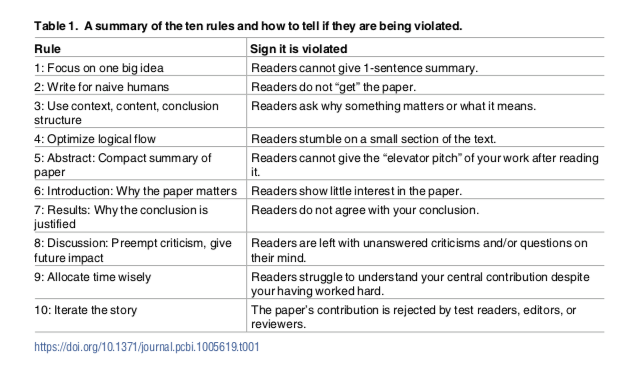 Table 1. A summary of the ten rules and how to tell if they are being violated.
Rule Sign it is violated
1: Focus on one big idea Readers cannot give 1-sentence summary.
2: Write for naive humans Readers do not “get” the paper.
3: Use context, content, conclusion Readers ask why something matters or what it means.
structure
4: Optimize logical flow Readers stumble on a small section of the text.
5: Abstract: Compact summary of Readers cannot give the “elevator pitch” of your work after reading
paper it.
6: Introduction: Why the paper matters Readers show little interest in the paper.
7: Results: Why the conclusion is Readers do not agree with your conclusion.
justified
8: Discussion: Preempt criticism, give Readers are left with unanswered criticisms and/or questions on
future impact their mind.
9: Allocate time wisely Readers struggle to understand your central contribution despite
your having worked hard.
10: Iterate the story The paper’s contribution is rejected by test readers, editors, or
reviewers.
https://doi.org/10.1371/journal.pcbi.1005619.t001